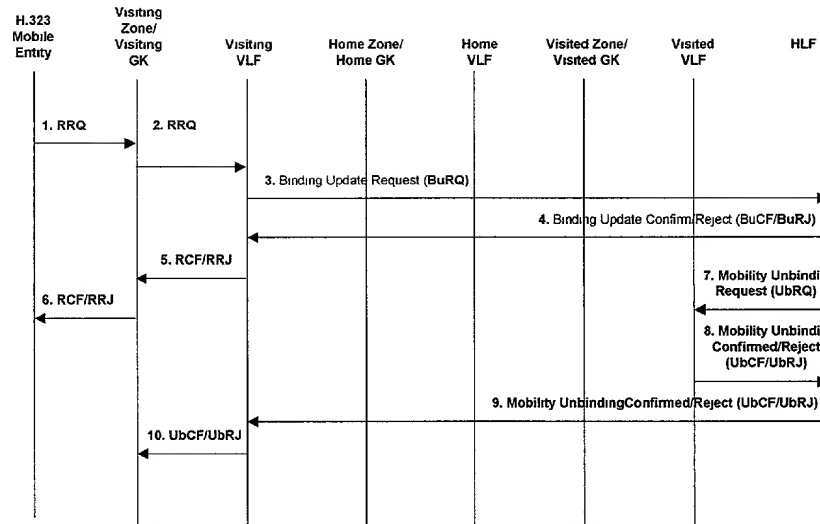 H.323
Mobile
Entity
Visiting
Zone/
Visiting
GK
Visiting
VLF
Home Zone/
Home GK
Home
VLF
Visited Zone/
Visited GK
Visited
VLF
HLF
1. RRQ
2. RRQ
3. Binding Update Request (BuRQ)
4. Binding Update Confirm/Reject (BuCF/BuRJ)
5. RCF/RRJ
6. RCF/RRJ
7. Mobility Unbindi
Request (UbRQ)
8. Mobility Unbindi
Confirmed/Reject
(UbCF/UbRJ)
9. Mobility UnbindingConfirmed/Reject (UbCF/UbRJ)
10. UbCF/UbRJ